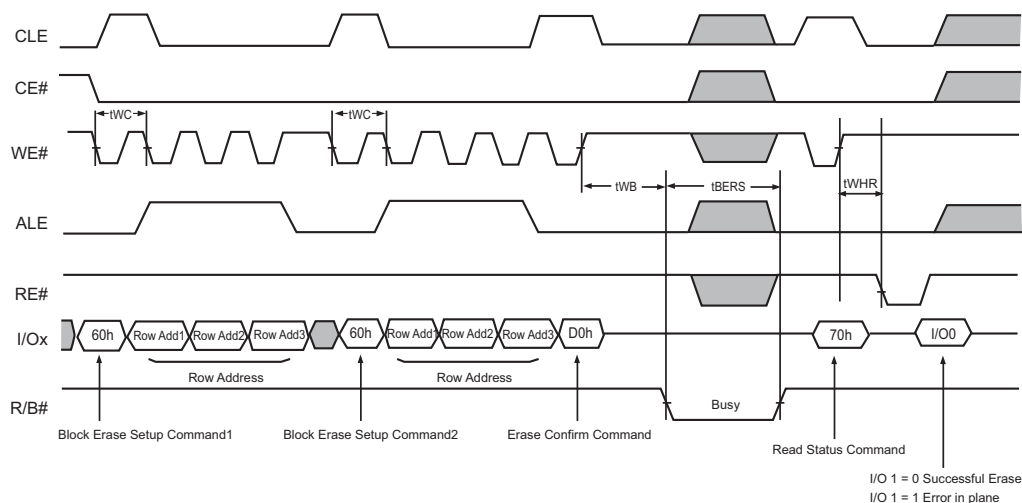 CLE
CE#
tWC
tWC
WE#
tWB
tBERS
tWHR
ALE
RE#
I/Ox
60h
Row Add1
Row Add2
Row Add3
60h
Row Add1
Row Add2
Row Add3
D0h
70h
I/O0
Row Address
Row Address
R/B#
Busy
Block Erase Setup Command1
Block Erase Setup Command2
Erase Confirm Command
Read Status Command
I/O 1 = 0 Successful Erase
I/O 1 = 1 Error in plane